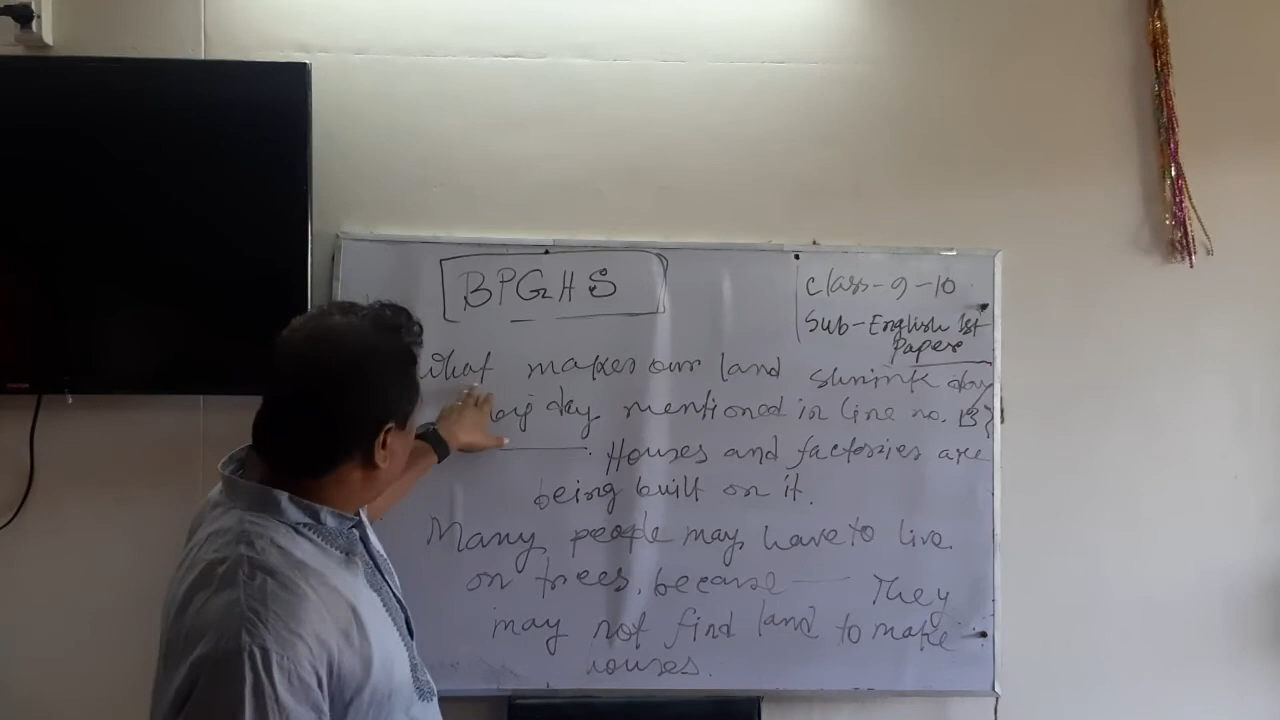 BPGHS
Class-9-10
Sub-English 1st
Paper
What makes our land shrink day
day mentioned in line no. 13?
Houses and factories are
being built on it.
Many people may have to live
on trees, because — They
may not find land to make
houses.